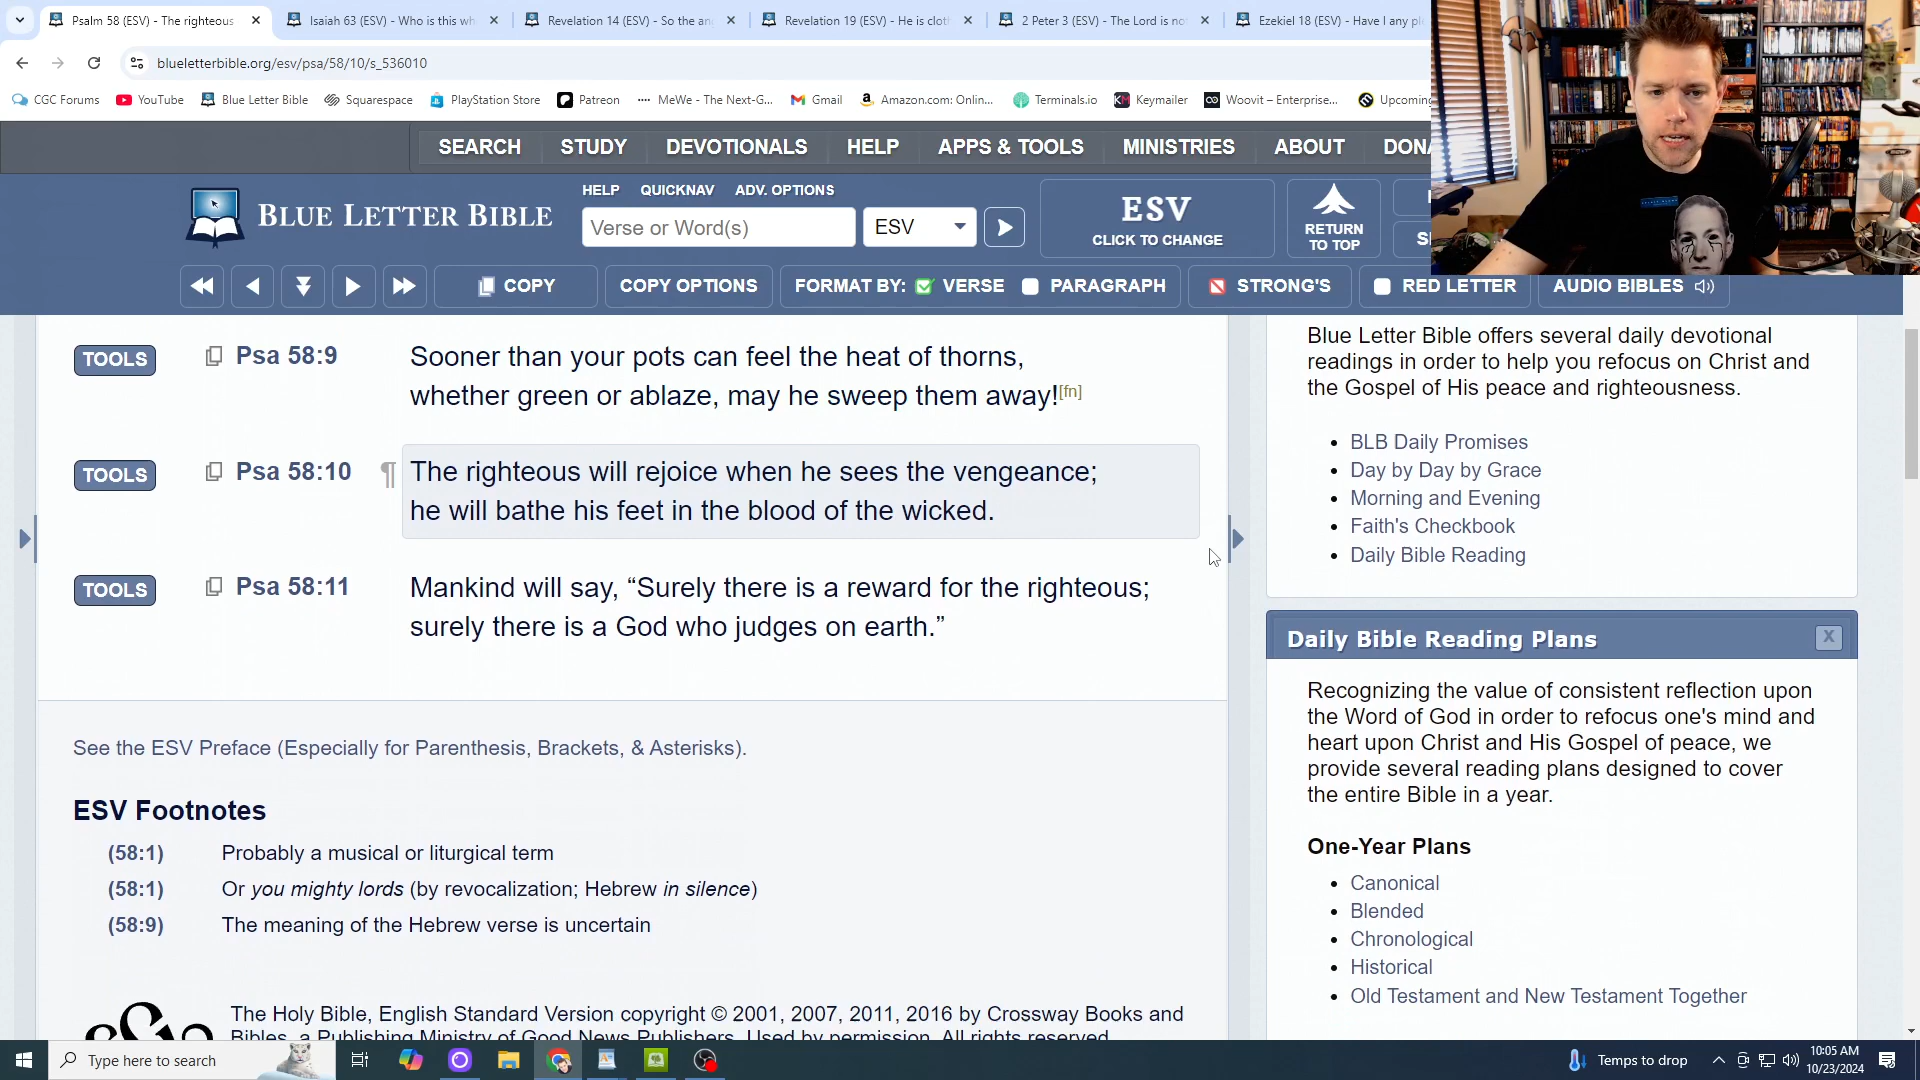 Psalm 58 (ESV) - The righteous
Isaiah 63 (ESV) - Who is this wh
Revelation 14 (ESV) - So the an
Revelation 19 (ESV) - He is clot
2 Peter 3 (ESV) - The Lord is no
Ezekiel 18 (ESV) - Have I any pl
blueletterbible.org/esv/psa/58/10/s_536010
CGC Forums
YouTube
Blue Letter Bible
Squarespace
PlayStation Store
Patreon
MeWe - The Next-G...
Gmail
Amazon.com: Onlin...
Terminals.io
Keymailer
Woovit – Enterprise...
Upcoming
SEARCH
STUDY
DEVOTIONALS
HELP
APPS & TOOLS
MINISTRIES
ABOUT
DONA
BLUE LETTER BIBLE
HELP QUICKNAV ADV. OPTIONS
Verse or Word(s)
ESV
ESV
CLICK TO CHANGE
RETURN
TO TOP
COPY
COPY OPTIONS
FORMAT BY: VERSE PARAGRAPH
STRONG'S
RED LETTER
AUDIO BIBLES
TOOLS
Psa 58:9
Sooner than your pots can feel the heat of thorns,
whether green or ablaze, may he sweep them away![fn]
TOOLS
Psa 58:10
¶
The righteous will rejoice when he sees the vengeance;
he will bathe his feet in the blood of the wicked.
TOOLS
Psa 58:11
Mankind will say, “Surely there is a reward for the righteous;
surely there is a God who judges on earth.”
See the ESV Preface (Especially for Parenthesis, Brackets, & Asterisks).
ESV Footnotes
(58:1) Probably a musical or liturgical term
(58:1) Or you mighty lords (by revocalization; Hebrew in silence)
(58:9) The meaning of the Hebrew verse is uncertain
The Holy Bible, English Standard Version copyright © 2001, 2007, 2011, 2016 by Crossway Books and
Bibles, a Publishing Ministry of Good News Publishers. Used by permission. All rights reserved.
Blue Letter Bible offers several daily devotional
readings in order to help you refocus on Christ and
the Gospel of His peace and righteousness.
BLB Daily Promises
Day by Day by Grace
Morning and Evening
Faith's Checkbook
Daily Bible Reading
Daily Bible Reading Plans
X
Recognizing the value of consistent reflection upon
the Word of God in order to refocus one's mind and
heart upon Christ and His Gospel of peace, we
provide several reading plans designed to cover
the entire Bible in a year.
One-Year Plans
Canonical
Blended
Chronological
Historical
Old Testament and New Testament Together
Type here to search
Temps to drop
10:05 AM
10/23/2024